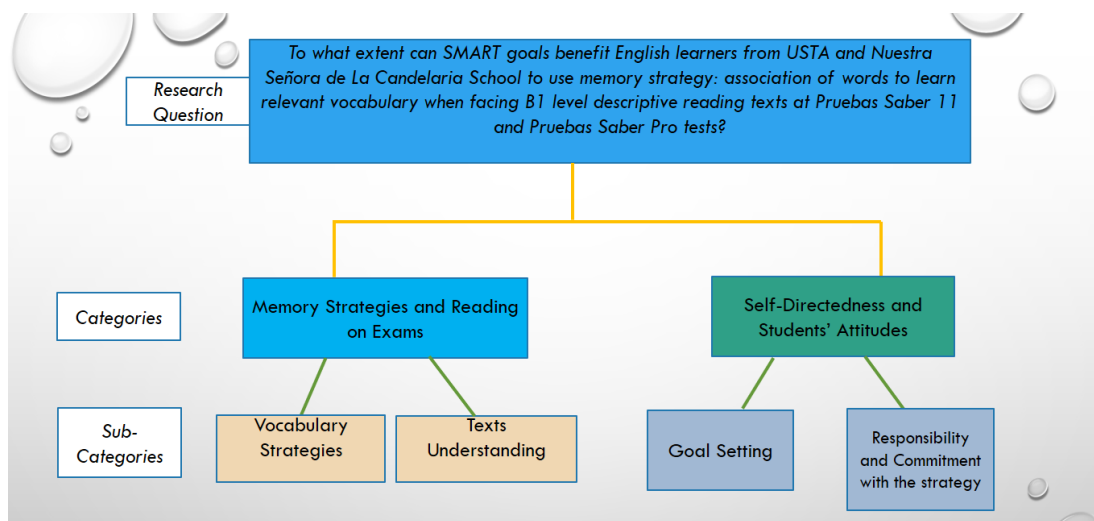 To what extent can SMART goals benefit English learners from USTA and Nuestra
Señora de La Candelaria School to use memory strategy: association of words to learn
relevant vocabulary when facing B1 level descriptive reading texts at Pruebas Saber 11
and Pruebas Saber Pro tests?
Research
Question
Categories
Memory Strategies and Reading
on Exams
Self-Directedness and
Students' Attitudes
Sub-
Categories
Vocabulary
Strategies
Texts
Understanding
Goal Setting
Responsibility
and Commitment
with the strategy